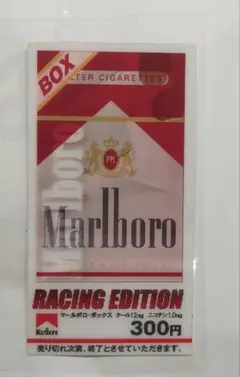 BOX
LTER CIGARETTES
Marlboro
Marlboro
RACING EDITION
Marlboro
マールボロ・ボックス タール12mg ニコチン1.0mg
300円
売り切れ次第、終了とさせていただきます。